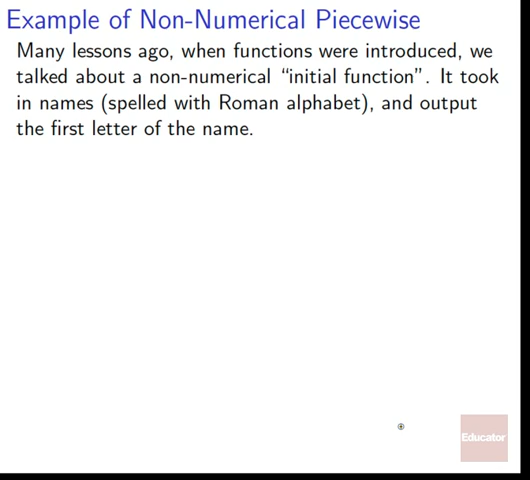 Example of Non-Numerical Piecewise
Many lessons ago, when functions were introduced, we
talked about a non-numerical “initial function”. It took
in names (spelled with Roman alphabet), and output
the first letter of the name.
Educator